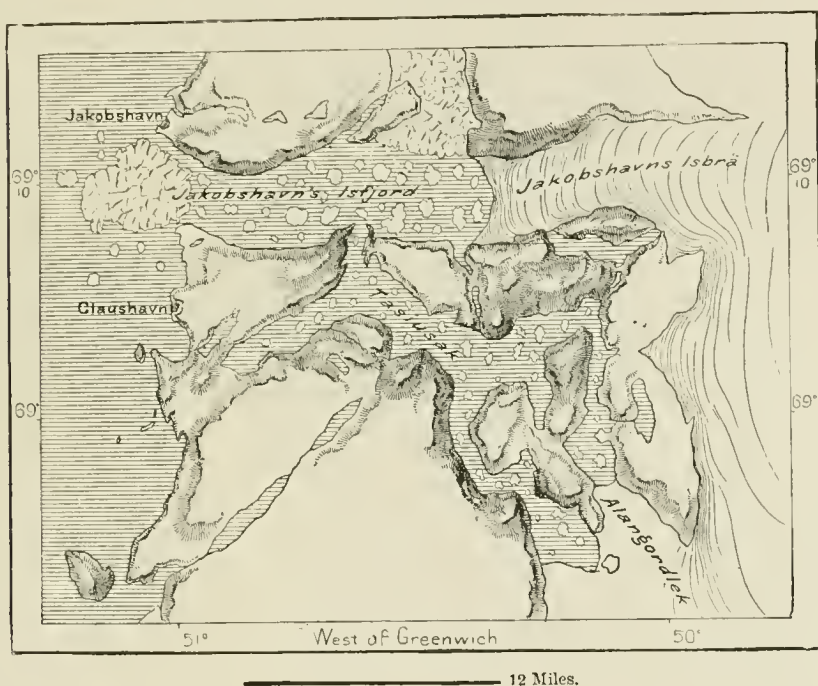 Jakobshavn
69°
10
Jakobshavn's Isfjord
Jakobshavns Isbrä
69°
10
Claushavn
Tasiusak
69°
69°
Alangordlek
51°
West of Greenwich
50°
12 Miles.